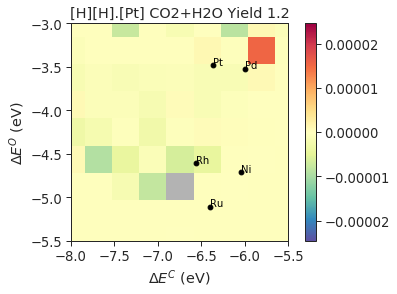 [H][H].[Pt] CO2+H2O Yield 1.2
−3.0
−3.5
−4.0
−4.5
−5.0
−5.5
ΔE^O (eV)
Pt
Pd
Rh
Ni
Ru
−8.0 −7.5 −7.0 −6.5 −6.0 −5.5
ΔE^C (eV)
0.00002
0.00001
0.00000
−0.00001
−0.00002